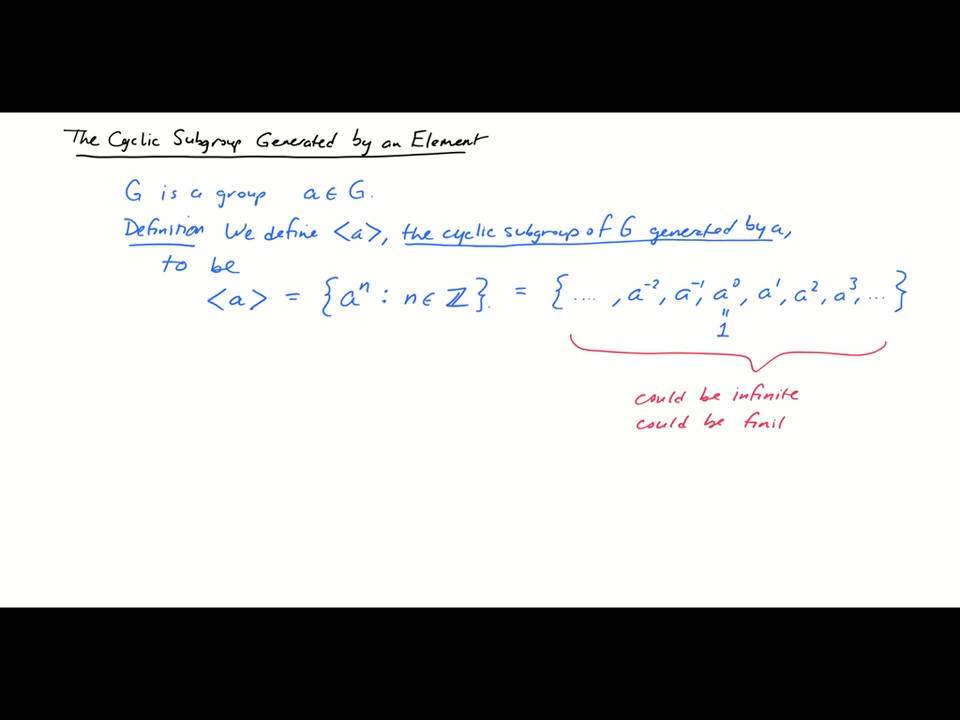 The Cyclic Subgroup Generated by an Element
G is a group a ∈ G.
Definition We define <a>, the cyclic subgroup of G generated by a,
to be
<a> = {aⁿ : n ∈ ℤ}. = {...., a⁻², a⁻¹, a⁰, a¹, a², a³, ...}
"
1
could be infinite
could be finit